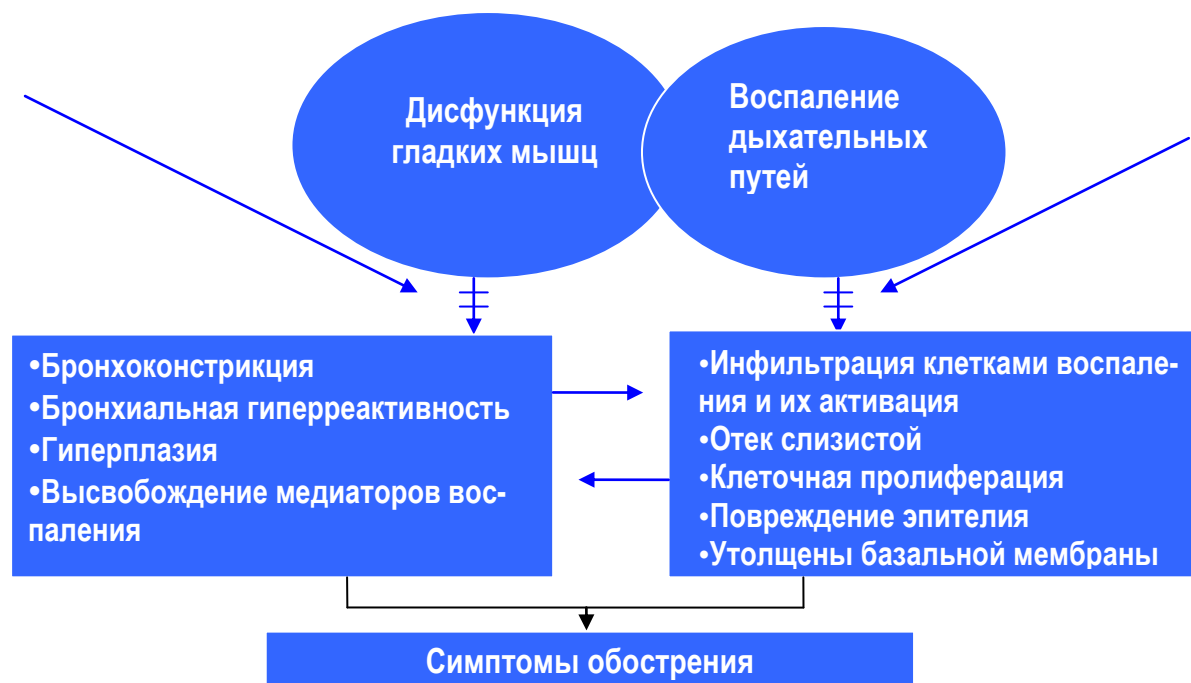 Дисфункция
гладких мышц
Воспаление
дыхательных
путей
•Бронхоконстрикция
•Бронхиальная гиперреактивность
•Гиперплазия
•Высвобождение медиаторов вос-
паления
•Инфильтрация клетками воспале-
ния и их активация
•Отек слизистой
•Клеточная пролиферация
•Повреждение эпителия
•Утолщены базальной мембраны
Симптомы обострения